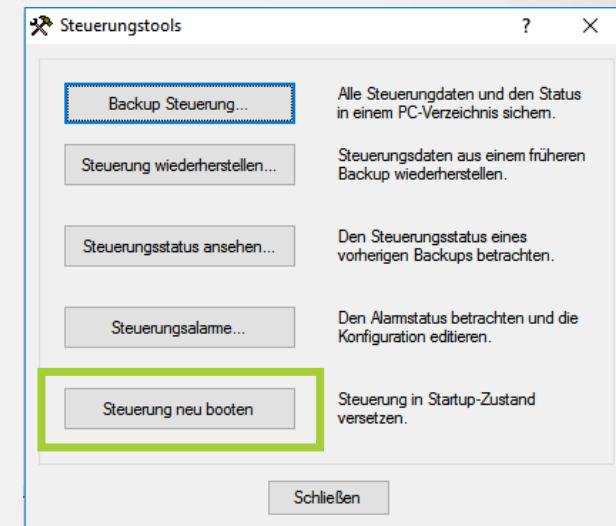 Steuerungstools
?
Backup Steuerung...
Alle Steuerungdaten und den Status
in einem PC-Verzeichnis sichern.
Steuerung wiederherstellen...
Steuerungsdaten aus einem früheren
Backup wiederherstellen.
Steuerungsstatus ansehen...
Den Steuerungsstatus eines
vorherigen Backups betrachten.
Steuerungsalarme...
Den Alarmstatus betrachten und die
Konfiguration editieren.
Steuerung neu booten
Steuerung in Startup-Zustand
versetzen.
Schließen